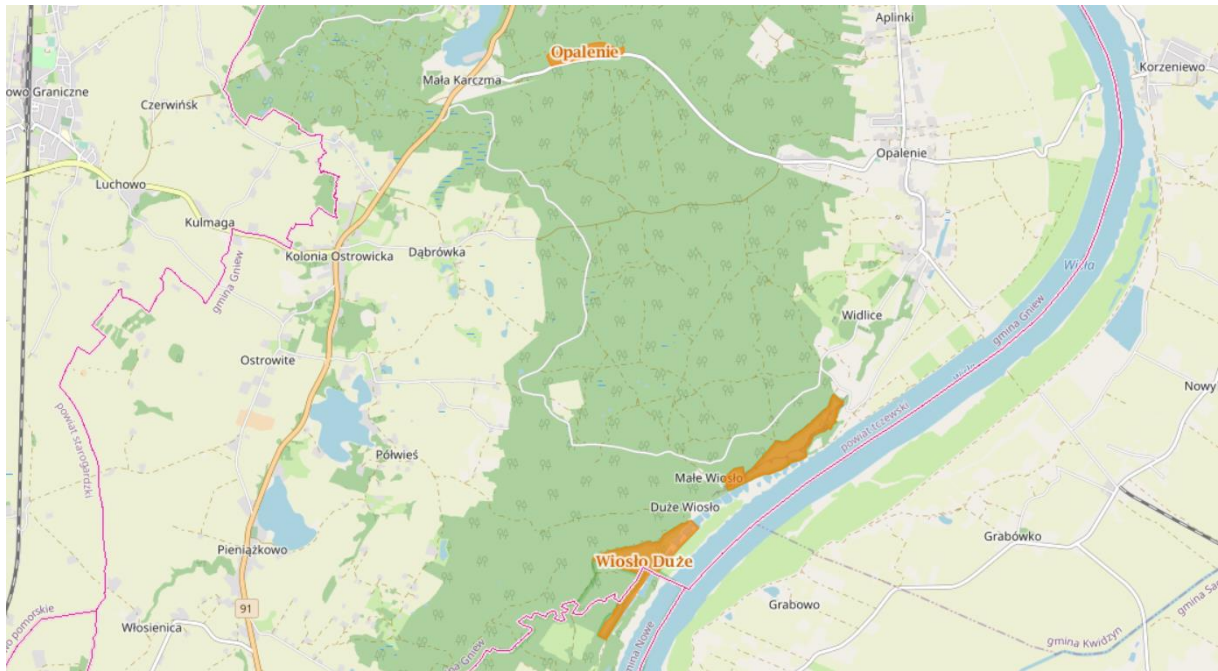 Aplinki
Opalenie
Korzeniewo
Mała Karczma
owo Graniczne
Czerwińsk
Opalenie
Luchowo
Kulmaga
Dąbrówka
Kolonia Ostrowicka
gmina Gniew
Wisła
gmina Gniew
Widlice
Ostrowite
Nowy
powiat starogardzki
powiat tczewski
Półwieś
Małe Wiosło
Duże Wiosło
Grabówko
Pieniążkowo
Wiosło Duże
91
Grabowo
Włosienica
wo pomorskie
gmina Kwidzyn
gmina Sa
a Gniew
mina Nowe